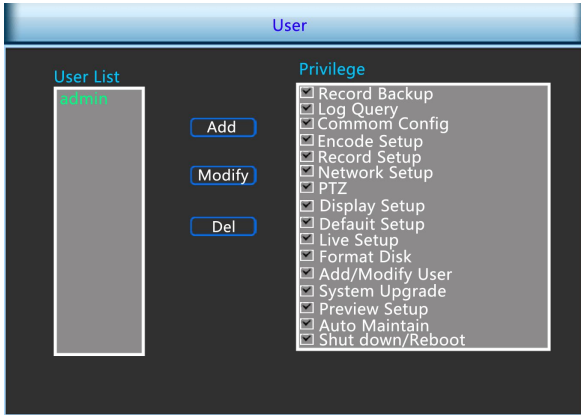 User
User List
admin
Add
Modify
Del
Privilege
Record Backup
Log Query
Commom Config
Encode Setup
Record Setup
Network Setup
PTZ
Display Setup
Default Setup
Live Setup
Format Disk
Add/Modify User
System Upgrade
Preview Setup
Auto Maintain
Shut down/Reboot